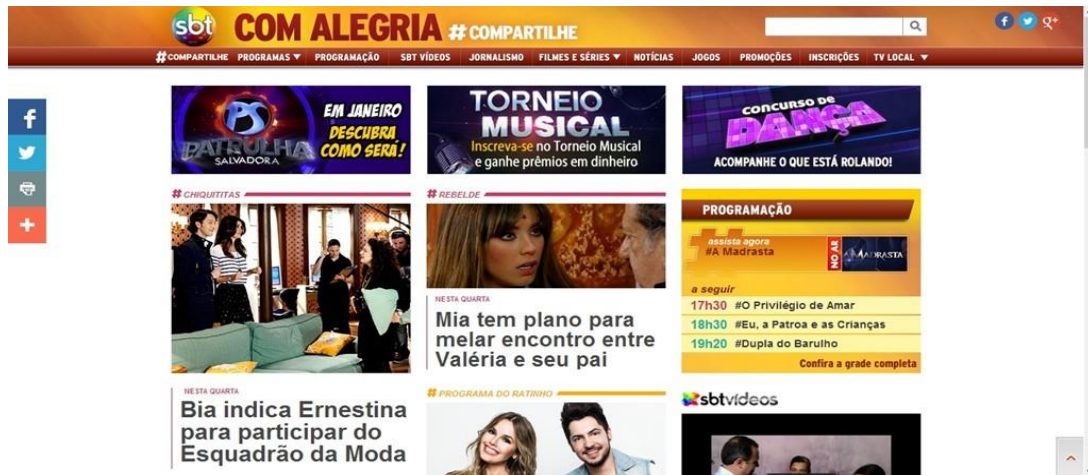 sbt COM ALEGRIA #COMPARTILHE
#COMPARTILHE PROGRAMAS PROGRAMAÇÃO SBT VÍDEOS JORNALISMO FILMES E SÉRIES NOTÍCIAS JOGOS PROMOÇÕES INSCRIÇÕES TV LOCAL
PS
PATRULHA
SALVADORA
EM JANEIRO
DESCUBRA
COMO SERÁ!
TORNEIO
MUSICAL
Inscreva-se no Torneio Musical
e ganhe prêmios em dinheiro
CONCURSO DE
DANÇA
ACOMPANHE O QUE ESTÁ ROLANDO!
# CHIQUITITAS
NESTA QUARTA
Bia indica Ernestina
para participar do
Esquadrão da Moda
# REBELDE
NESTA QUARTA
Mia tem plano para
melar encontro entre
Valéria e seu pai
# PROGRAMA DO RATINHO
PROGRAMAÇÃO
assista agora
#A Madrasta
NO AR
A MADRASTA
a seguir
17h30 #O Privilégio de Amar
18h30 #Eu, a Patroa e as Crianças
19h20 #Dupla do Barulho
Confira a grade completa
sbtvídeos